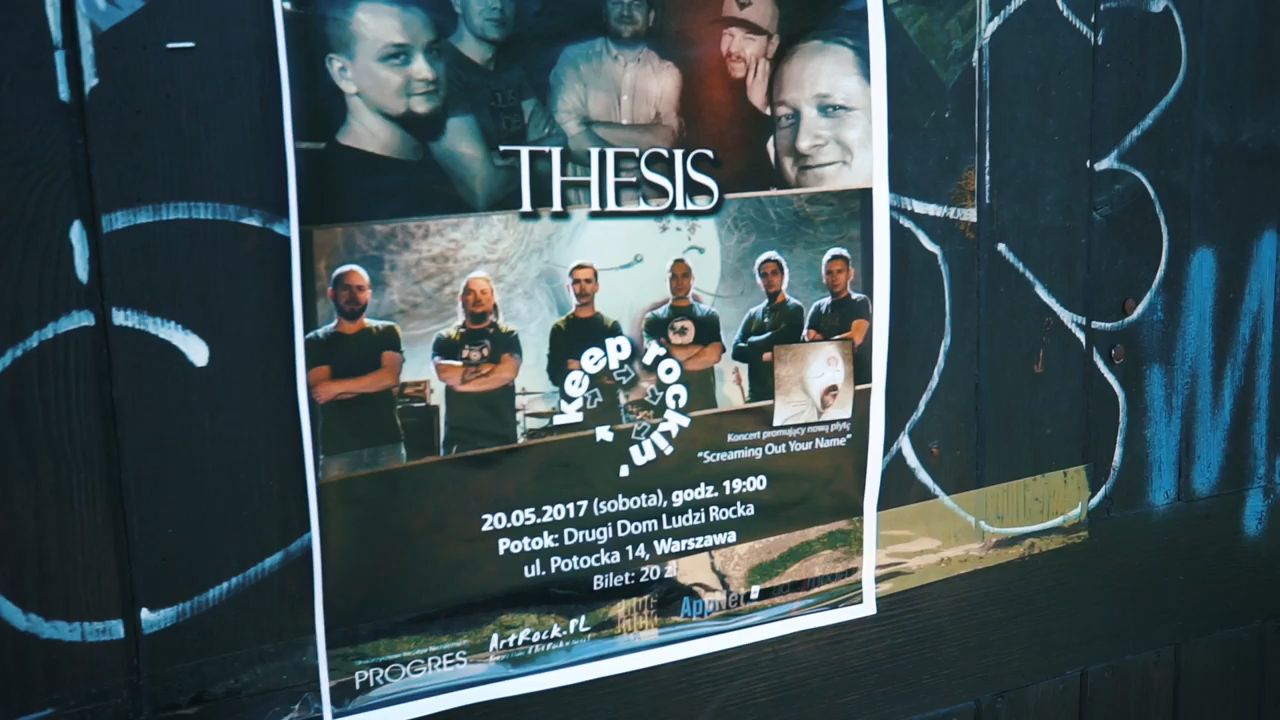 THESIS
keep rockin'
Koncert promujący nową płytę
"Screaming Out Your Name"
20.05.2017 (sobota), godz. 19:00
Potok: Drugi Dom Ludzi Rocka
ul. Potocka 14, Warszawa
Bilet: 20 zł
ArtRock.PL
PROGRES